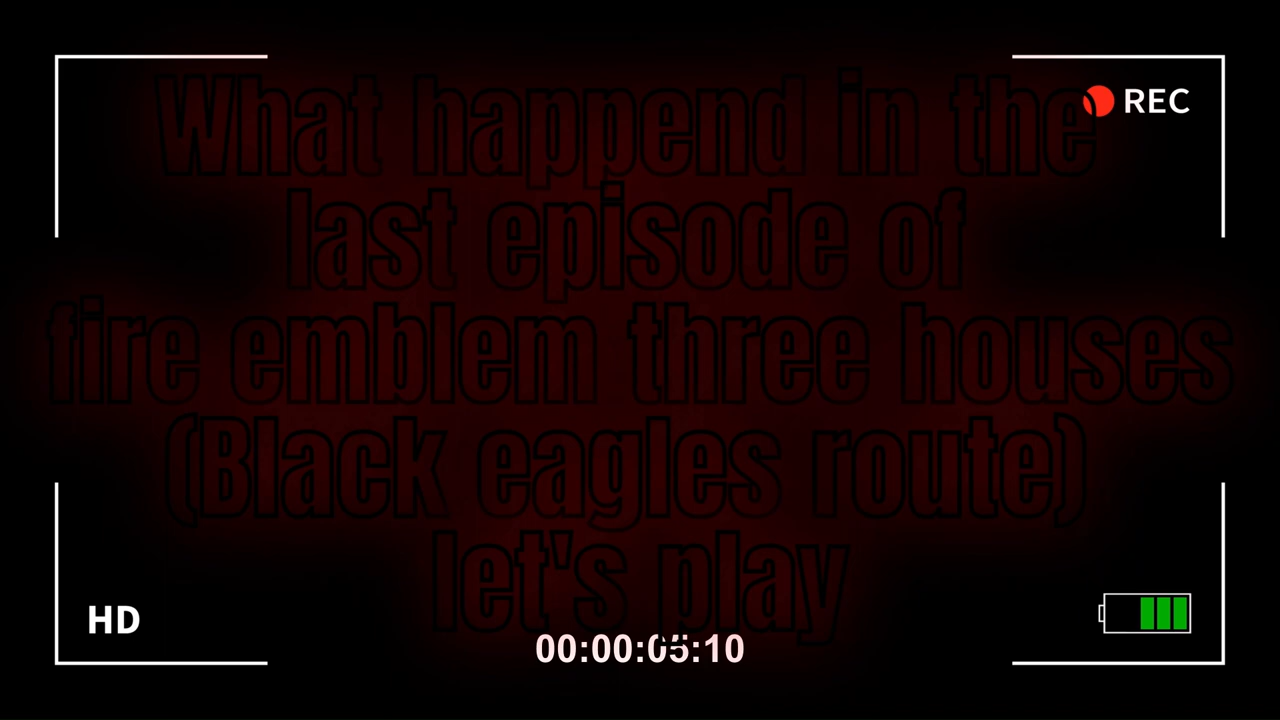 REC
What happend in the
last episode of
fire emblem three houses
(Black eagles route)
let's play
HD
00:00:05:10